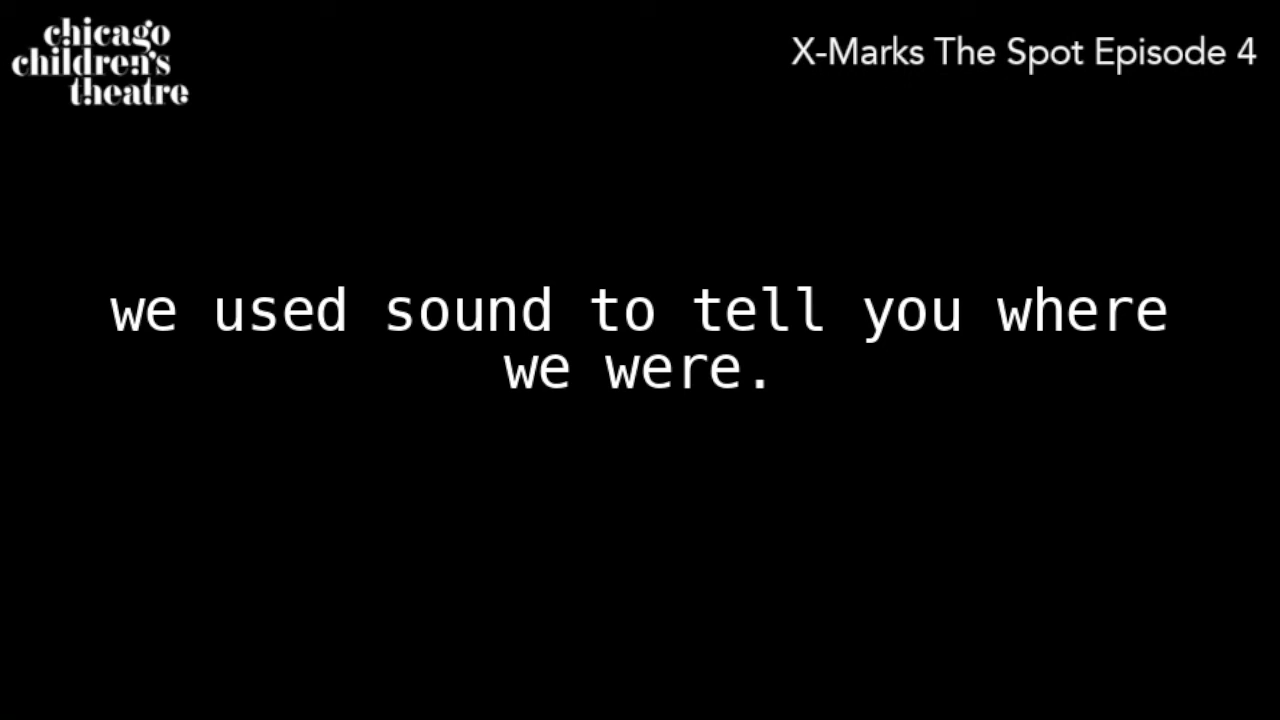 chicago
children's
theatre
X-Marks The Spot Episode 4
we used sound to tell you where
we were.